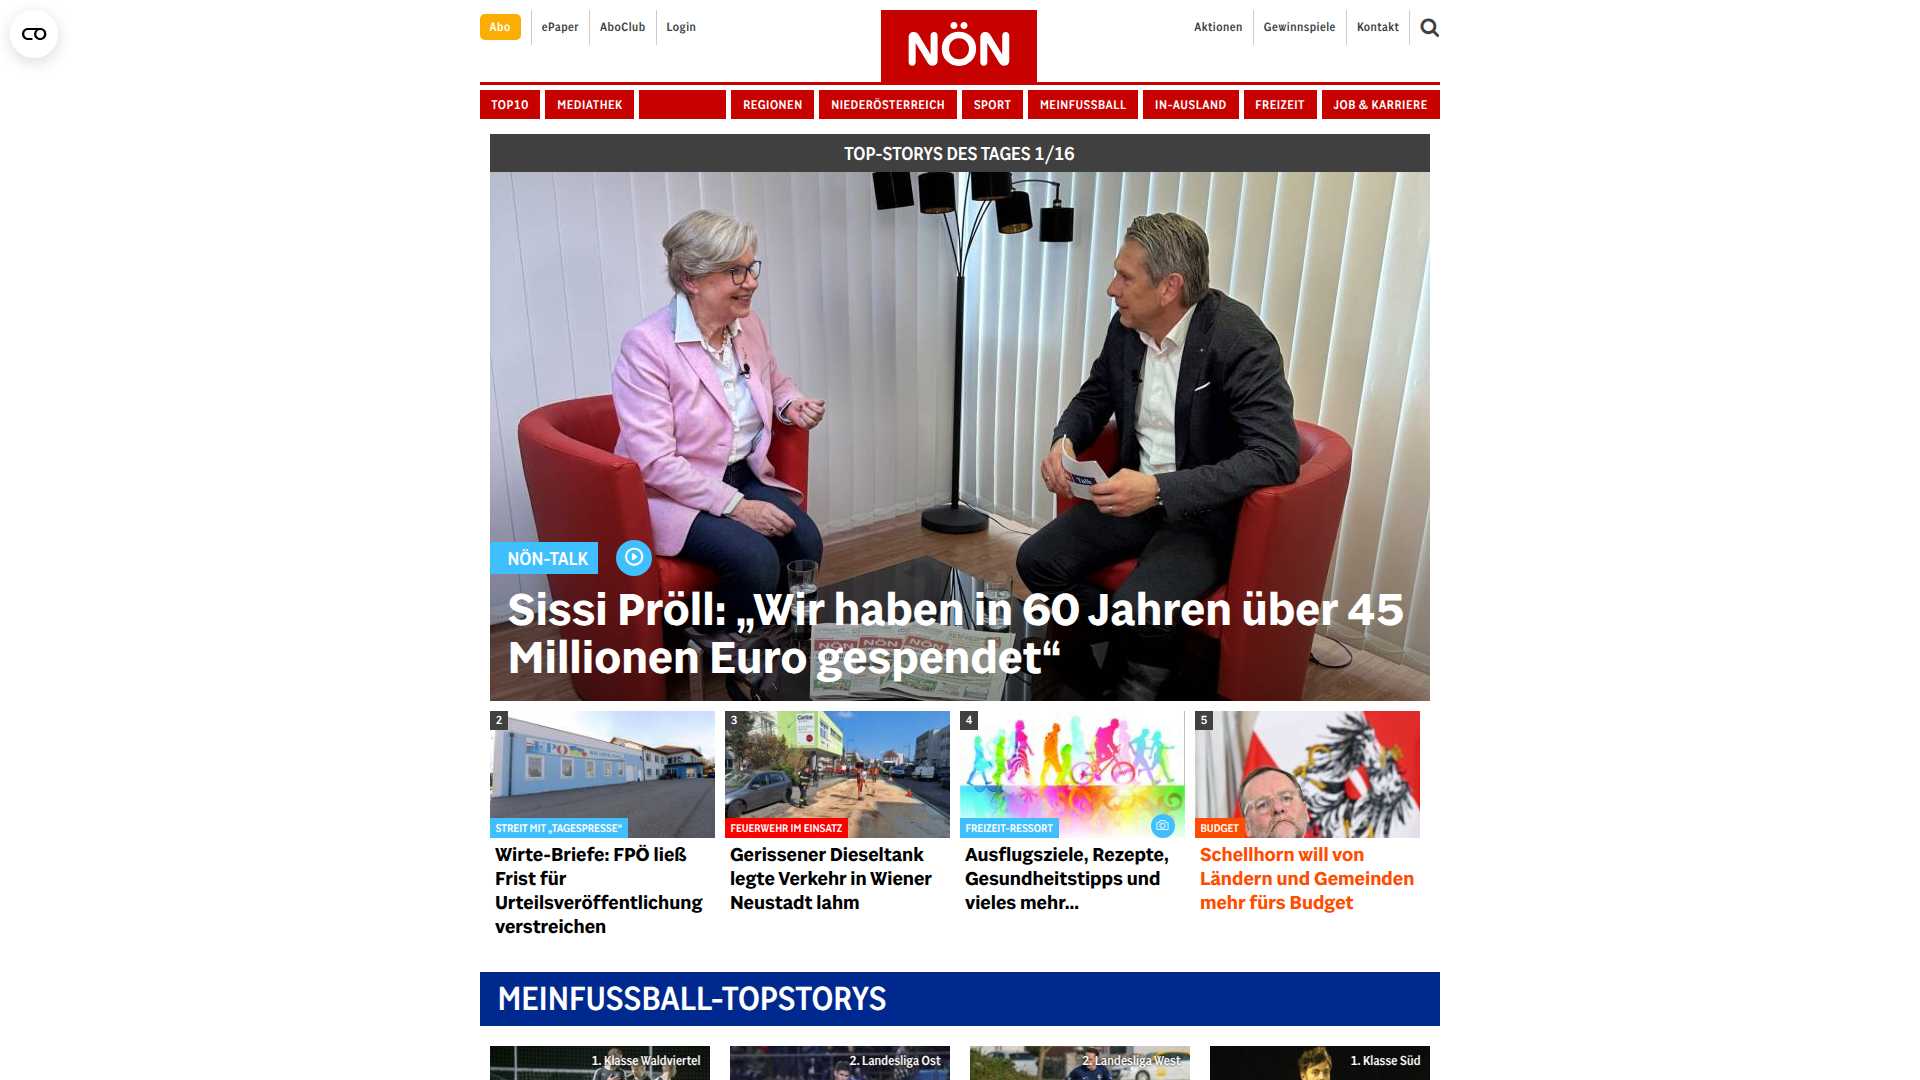 Abo
ePaper
AboClub
Login
NÖN
Aktionen
Gewinnspiele
Kontakt
TOP10
MEDIATHEK
REGIONEN
NIEDERÖSTERREICH
SPORT
MEINFUSSBALL
IN-AUSLAND
FREIZEIT
JOB & KARRIERE
TOP-STORYS DES TAGES 1/16
NÖN-TALK
Sissi Pröll: „Wir haben in 60 Jahren über 45
Millionen Euro gespendet“
2
STREIT MIT „TAGESPRESSE“
Wirte-Briefe: FPÖ ließ
Frist für
Urteilsveröffentlichung
verstreichen
3
FEUERWEHR IM EINSATZ
Gerissener Dieseltank
legte Verkehr in Wiener
Neustadt lahm
4
FREIZEIT-RESSORT
Ausflugsziele, Rezepte,
Gesundheitstipps und
vieles mehr...
5
BUDGET
Schellhorn will von
Ländern und Gemeinden
mehr fürs Budget
MEINFUSSBALL-TOPSTORYS
1. Klasse Waldviertel
2. Landesliga Ost
2. Landesliga West
1. Klasse Süd